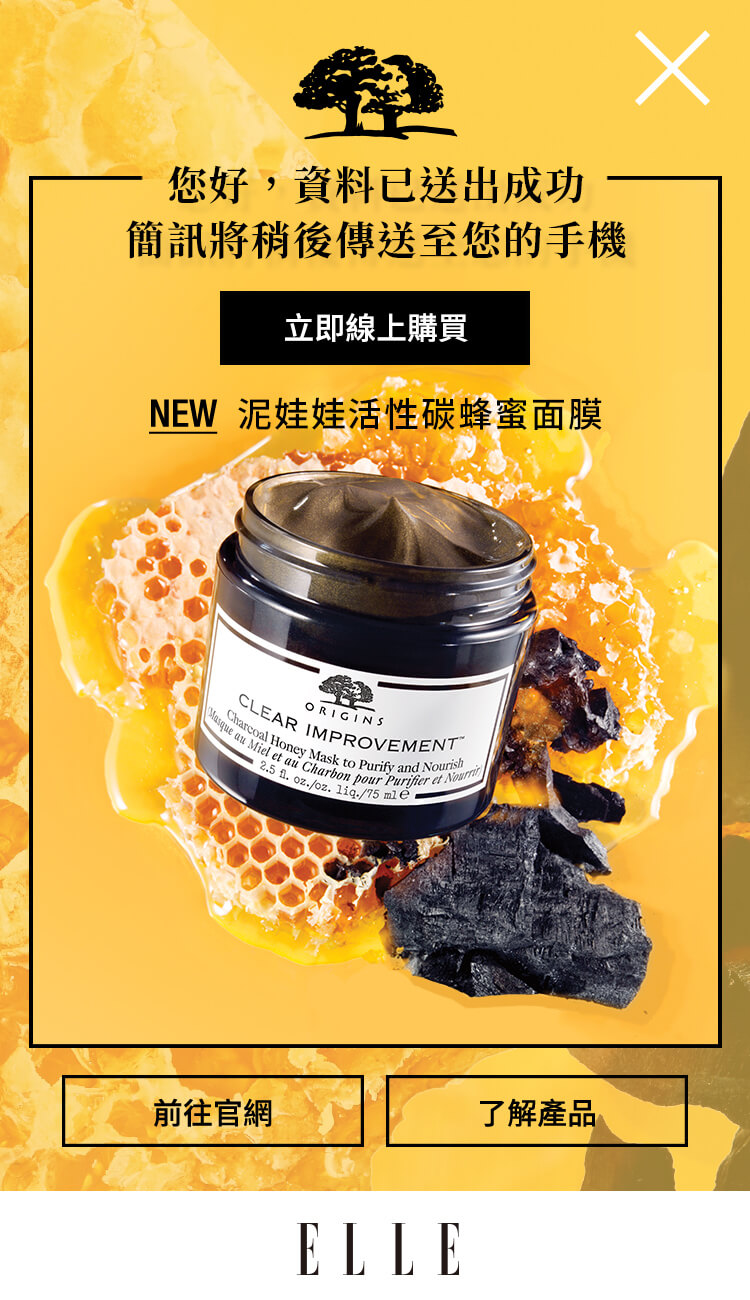 您好，資料已送出成功
簡訊將稍後傳送至您的手機
立即線上購買
NEW 泥娃娃活性碳蜂蜜面膜
ORIGINS
CLEAR IMPROVEMENT™
Charcoal Honey Mask to Purify and Nourish
Masque au Miel et au Charbon pour Purifier et Nourrir
2.5 fl. oz./oz. liq./75 ml ℮
前往官網
了解產品
ELLE